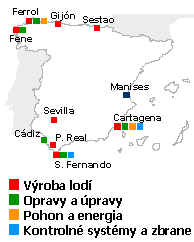 Ferrol
Gijón
Sestao
Fene
Manises
Sevilla
Cartagena
Cádiz
P. Real
S. Fernando
Výroba lodí
Opravy a úpravy
Pohon a energia
Kontrolné systémy a zbrane